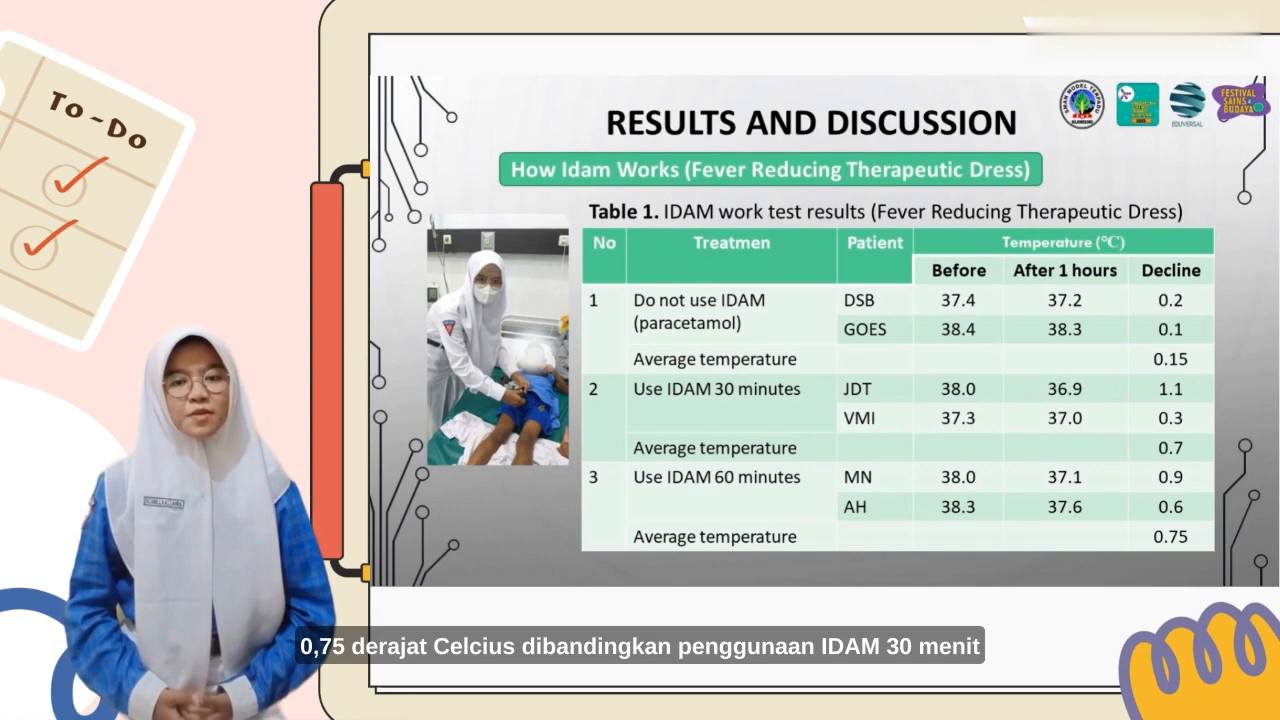 To-Do
RESULTS AND DISCUSSION
EDUVERSAL
FESTIVAL
SAINS
BUDAYA
How Idam Works (Fever Reducing Therapeutic Dress)
Table 1. IDAM work test results (Fever Reducing Therapeutic Dress)
No Treatmen Patient Temperature (°C)
Before After 1 hours Decline
1 Do not use IDAM DSB 37.4 37.2 0.2
(paracetamol) GOES 38.4 38.3 0.1
Average temperature 0.15
2 Use IDAM 30 minutes JDT 38.0 36.9 1.1
VMI 37.3 37.0 0.3
Average temperature 0.7
3 Use IDAM 60 minutes MN 38.0 37.1 0.9
AH 38.3 37.6 0.6
Average temperature 0.75
0,75 derajat Celcius dibandingkan penggunaan IDAM 30 menit